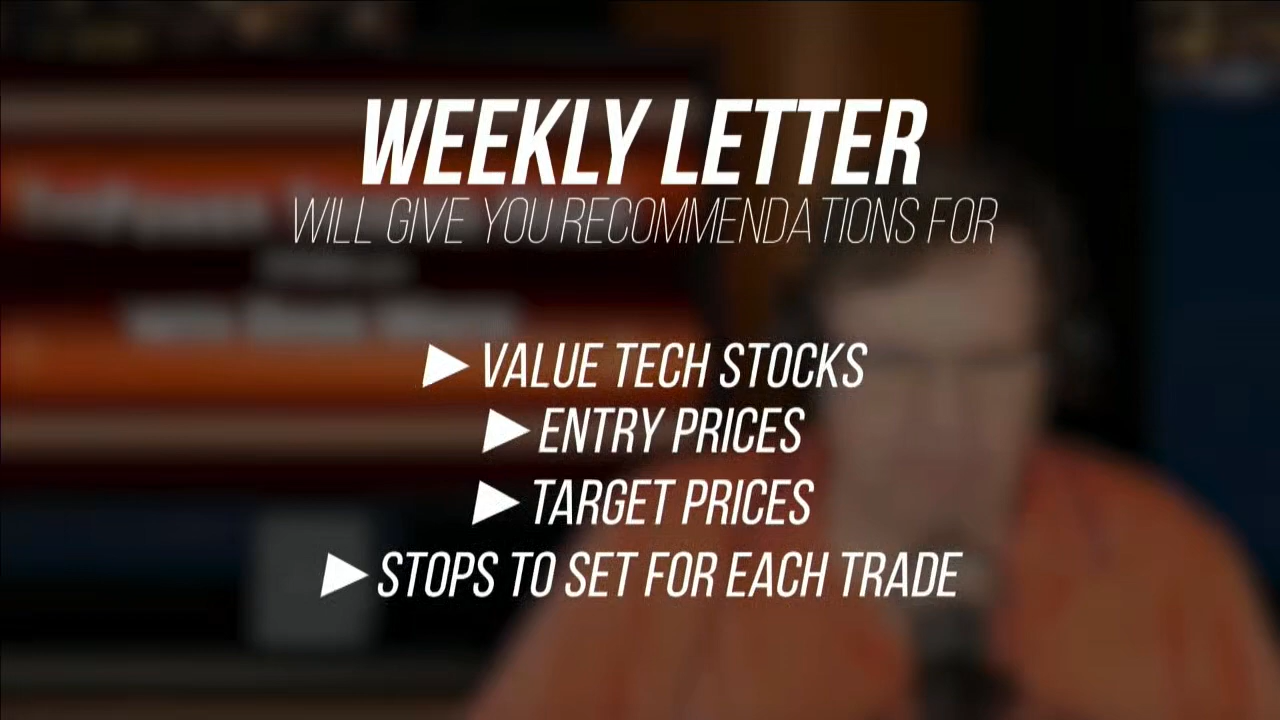 WEEKLY LETTER
WILL GIVE YOU RECOMMENDATIONS FOR
VALUE TECH STOCKS
ENTRY PRICES
TARGET PRICES
STOPS TO SET FOR EACH TRADE